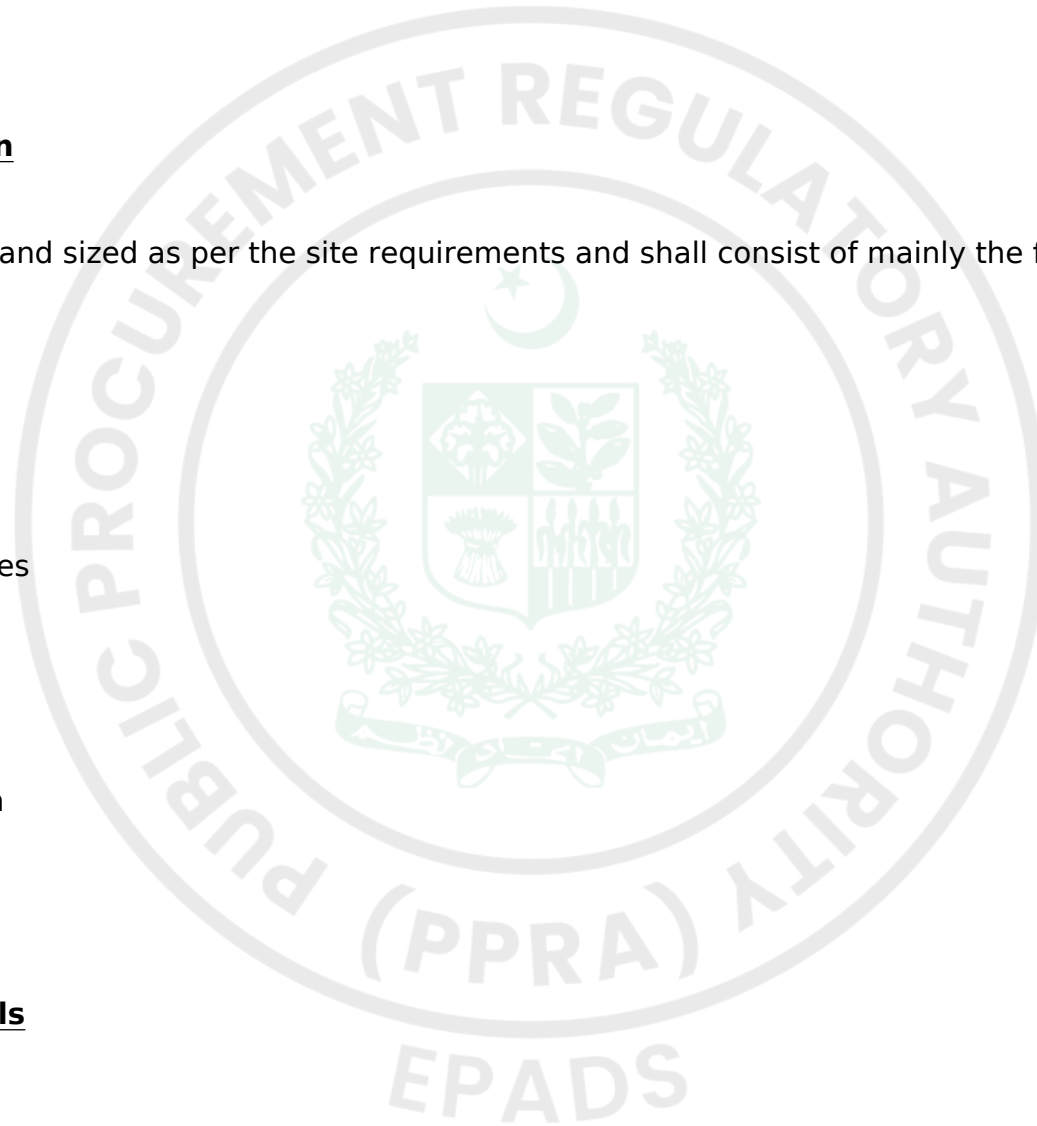 n
and sized as per the site requirements and shall consist of mainly the f
es
n
ls
PUBLIC PROCUREMENT REGULATORY AUTHORITY
(PPRA)
EPADS